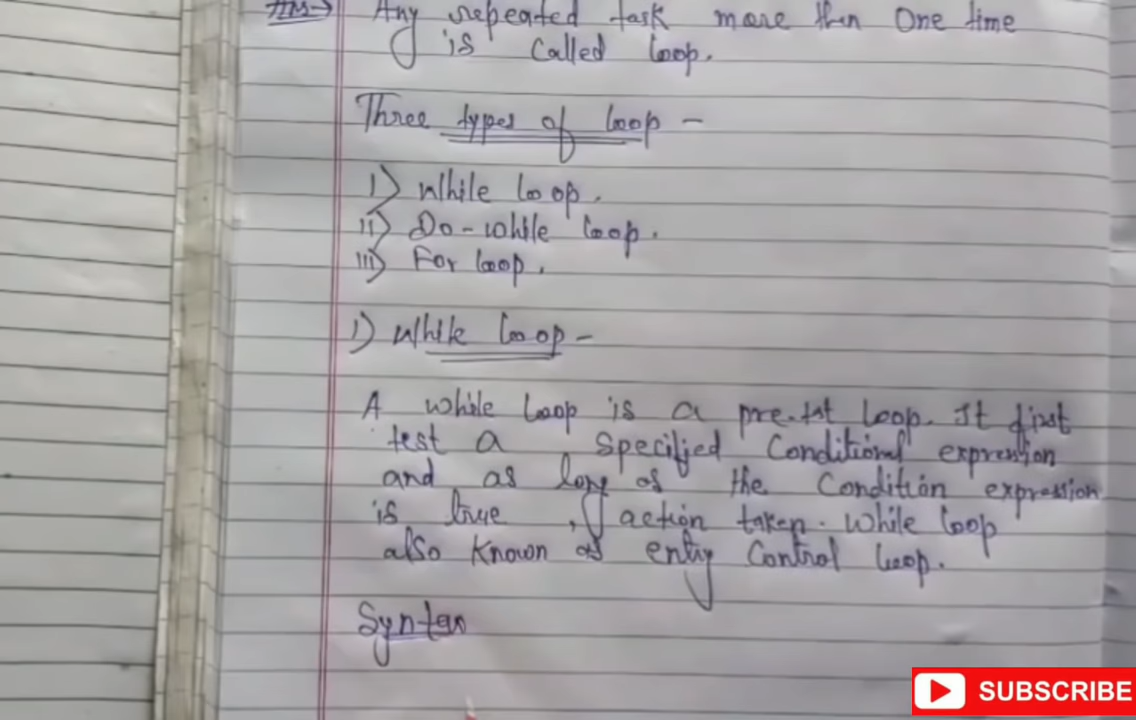 Ans→ Any repeated task more then One time
is Called loop.
Three types of loop -
i) While loop.
ii) Do-while loop.
iii) For loop.
i) While loop -
A while loop is a pre-tst loop. It first
test a specified Conditional expression
and as long as the Condition expression
is true , action taken. While loop
also Known as entry Control loop.
Syntax
SUBSCRIBE